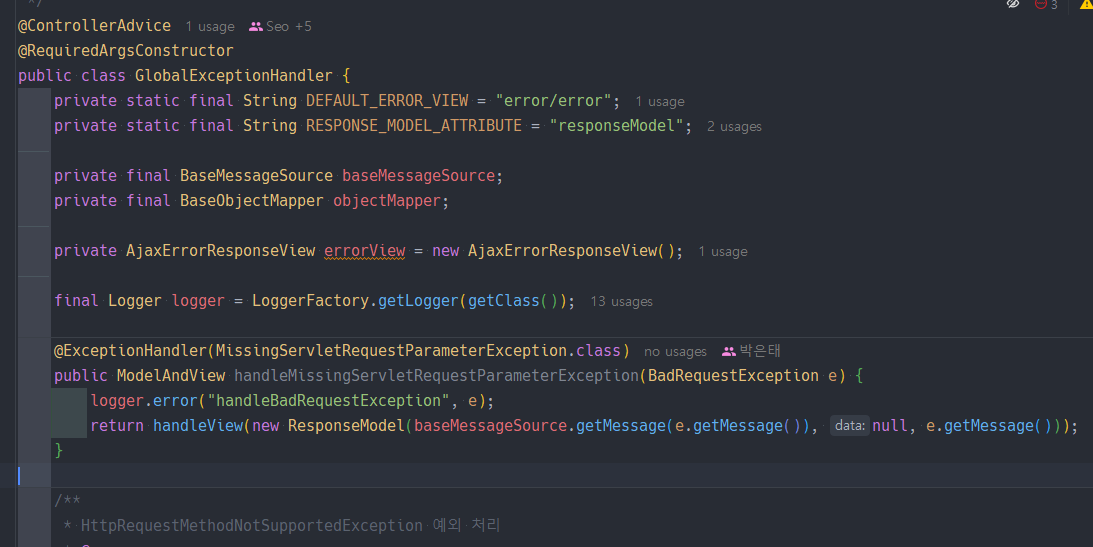 */
3
@ControllerAdvice 1 usage Seo +5
@RequiredArgsConstructor
public class GlobalExceptionHandler {
private static final String DEFAULT_ERROR_VIEW = "error/error"; 1 usage
private static final String RESPONSE_MODEL_ATTRIBUTE = "responseModel"; 2 usages
private final BaseMessageSource baseMessageSource;
private final BaseObjectMapper objectMapper;
private AjaxErrorResponseView errorView = new AjaxErrorResponseView(); 1 usage
final Logger logger = LoggerFactory.getLogger(getClass()); 13 usages
@ExceptionHandler(MissingServletRequestParameterException.class) no usages 박은태
public ModelAndView handleMissingServletRequestParameterException(BadRequestException e) {
logger.error("handleBadRequestException", e);
return handleView(new ResponseModel(baseMessageSource.getMessage(e.getMessage()), data: null, e.getMessage()));
}
/**
* HttpRequestMethodNotSupportedException 예외 처리